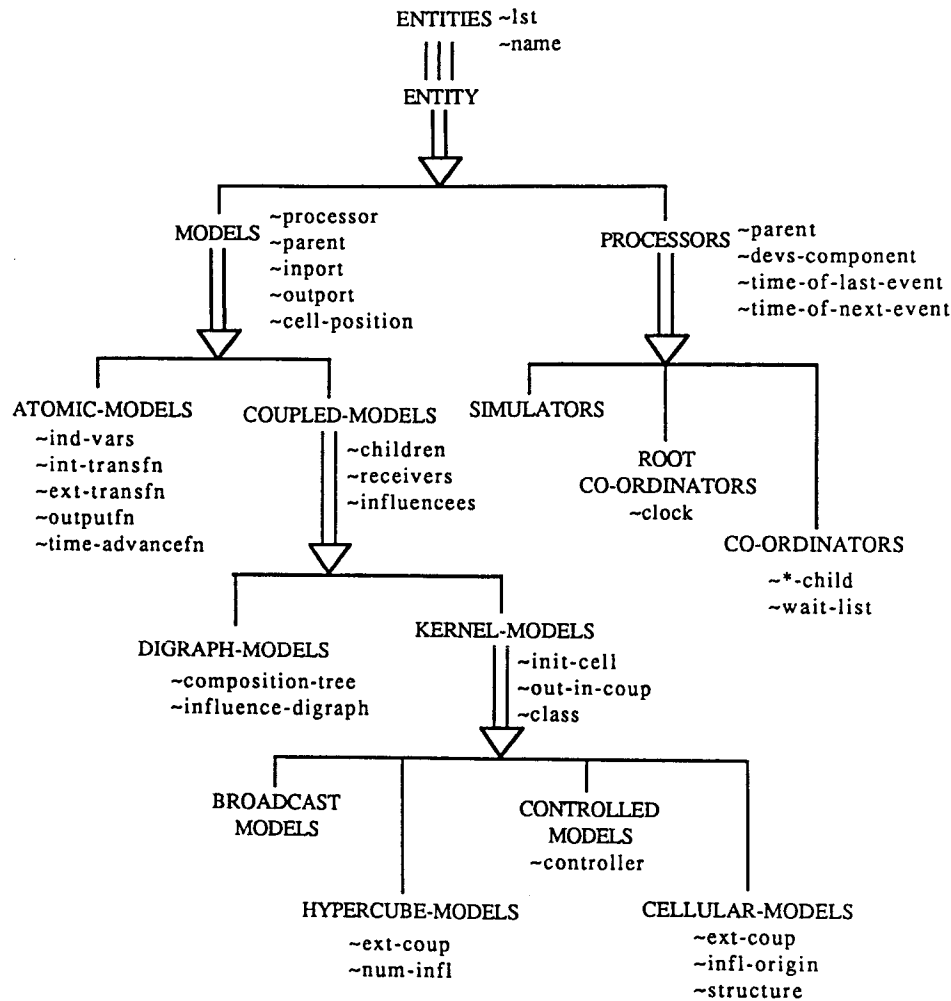 ENTITIES ~lst
~name
ENTITY
MODELS
~processor
~parent
~inport
~outport
~cell-position
PROCESSORS
~parent
~devs-component
~time-of-last-event
~time-of-next-event
ATOMIC-MODELS
~ind-vars
~int-transfn
~ext-transfn
~outputfn
~time-advancefn
COUPLED-MODELS
~children
~receivers
~influencees
SIMULATORS
ROOT
CO-ORDINATORS
~clock
CO-ORDINATORS
~*-child
~wait-list
DIGRAPH-MODELS
~composition-tree
~influence-digraph
KERNEL-MODELS
~init-cell
~out-in-coup
~class
BROADCAST
MODELS
CONTROLLED
MODELS
~controller
HYPERCUBE-MODELS
~ext-coup
~num-infl
CELLULAR-MODELS
~ext-coup
~infl-origin
~structure